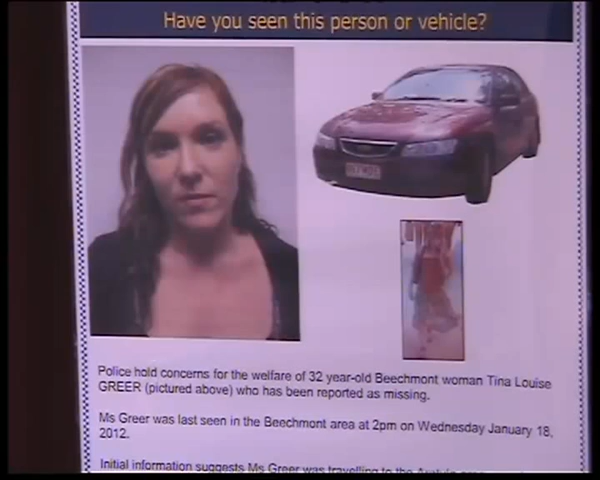 Have you seen this person or vehicle?
Police hold concerns for the welfare of 32 year-old Beechmont woman Tina Louise
GREER (pictured above) who has been reported as missing.
Ms Greer was last seen in the Beechmont area at 2pm on Wednesday January 18,
2012.
Initial information suggests Ms Greer was travelling to the